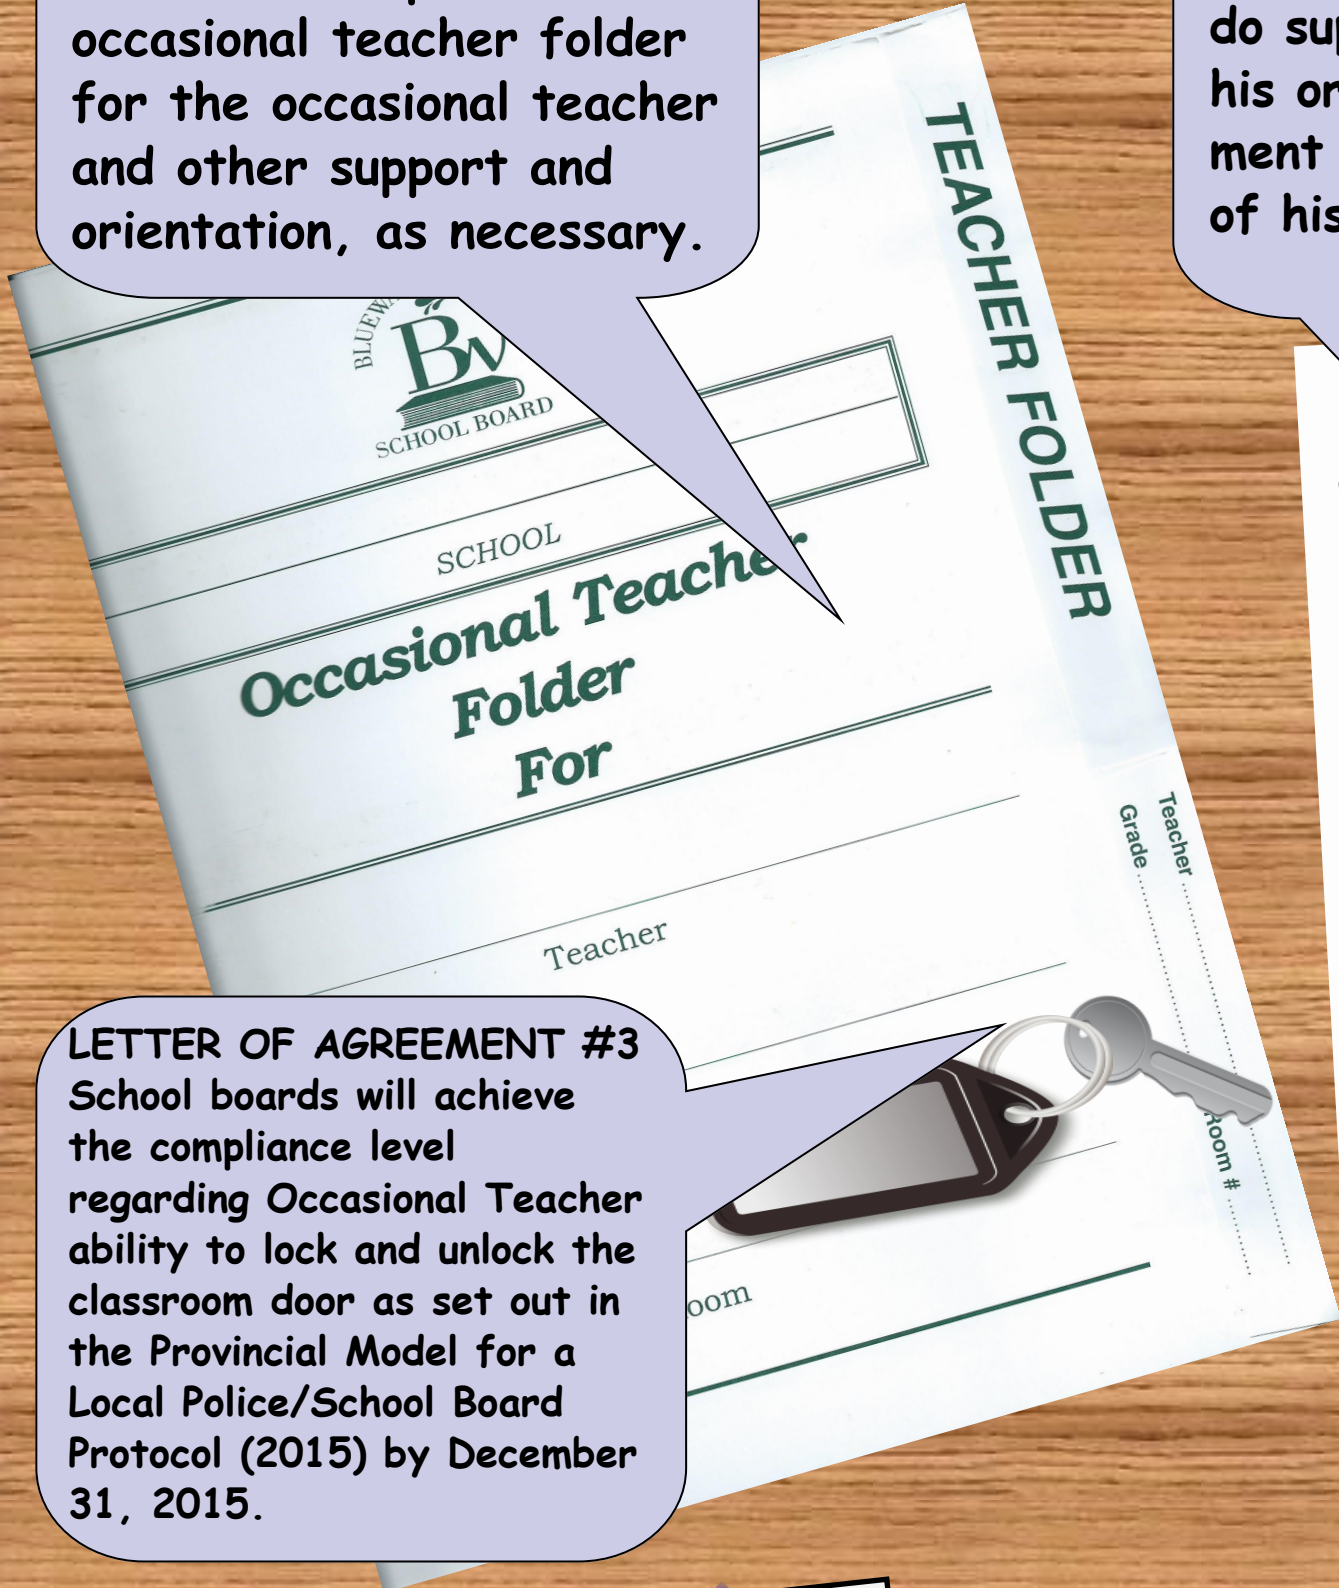 occasional teacher folder
for the occasional teacher
and other support and
orientation, as necessary.
do
his or
ment
of his
TEACHER FOLDER
SCHOOL BOARD
SCHOOL
Occasional Teacher
Folder
For
Teacher
Teacher
Grade
Room #
LETTER OF AGREEMENT #3
School boards will achieve
the compliance level
regarding Occasional Teacher
ability to lock and unlock the
classroom door as set out in
the Provincial Model for a
Local Police/School Board
Protocol (2015) by December
31, 2015.